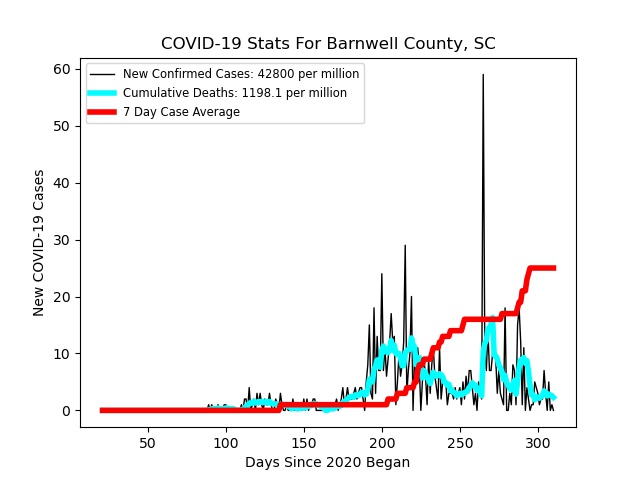 COVID-19 Stats For Barnwell County, SC
New Confirmed Cases: 42800 per million
Cumulative Deaths: 1198.1 per million
7 Day Case Average
New COVID-19 Cases
60
50
40
30
20
10
0
50 100 150 200 250 300
Days Since 2020 Began